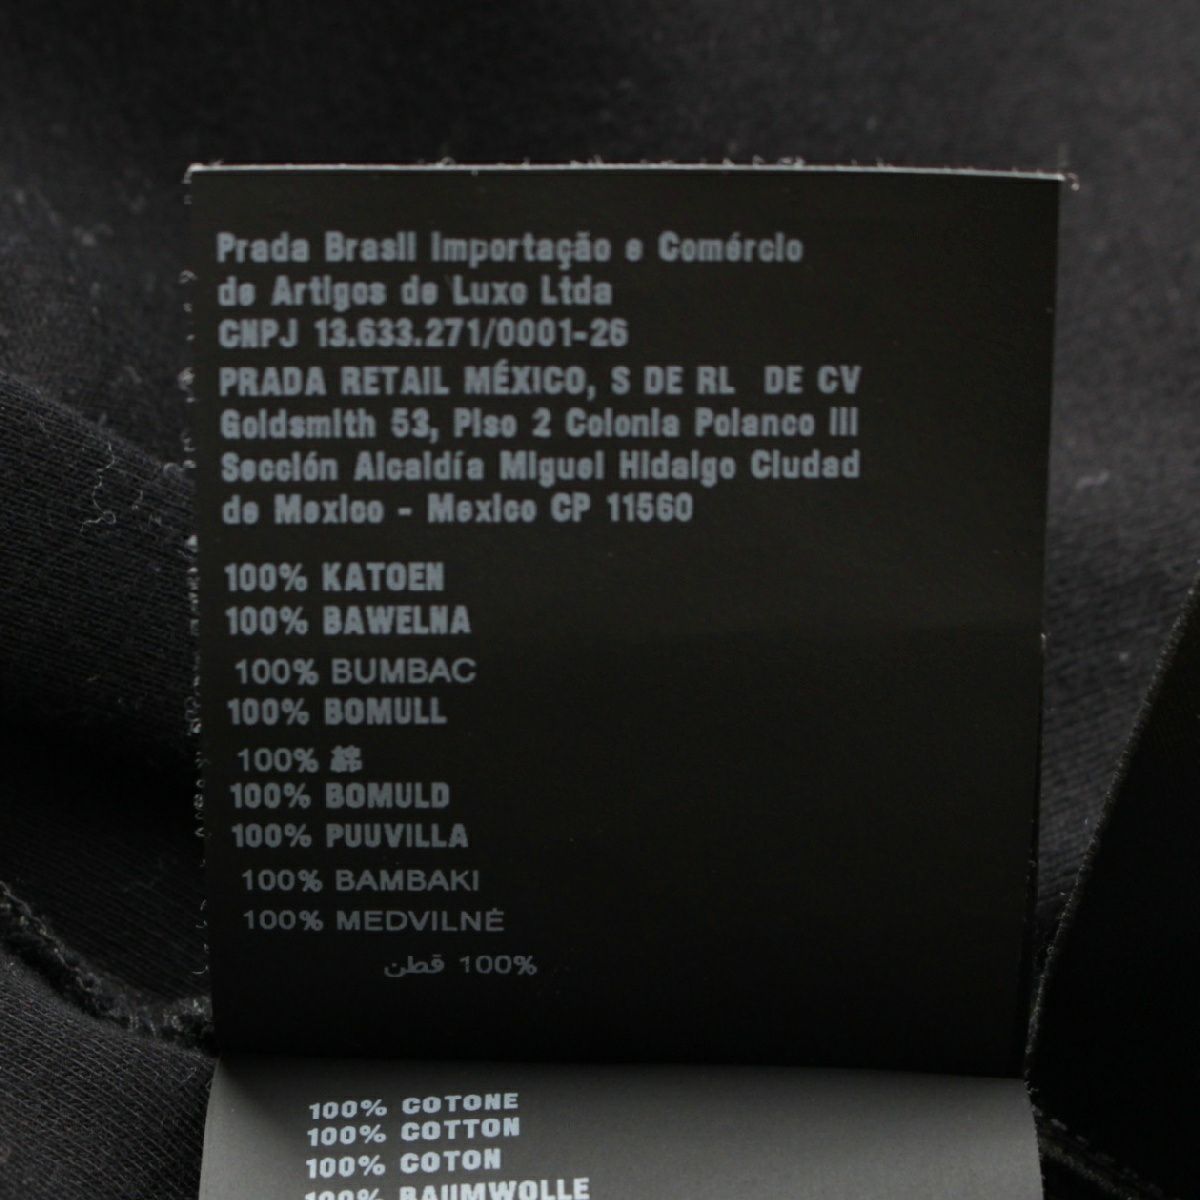 Prada Brasil Importação e Comércio
de Artigos de Luxo Ltda
CNPJ 13.633.271/0001-26
PRADA RETAIL MÉXICO, S DE RL DE CV
Goldsmith 53, Piso 2 Colonia Polanco III
Sección Alcaldía Miguel Hidalgo Ciudad
de Mexico - Mexico CP 11560
100% KATOEN
100% BAWELNA
100% BUMBAC
100% BOMULL
100% 綿
100% BOMULD
100% PUUVILLA
100% BAMBAKI
100% MEDVILNĖ
100% قطن
100% COTONE
100% COTTON
100% COTON
100% BAUMWOLLE